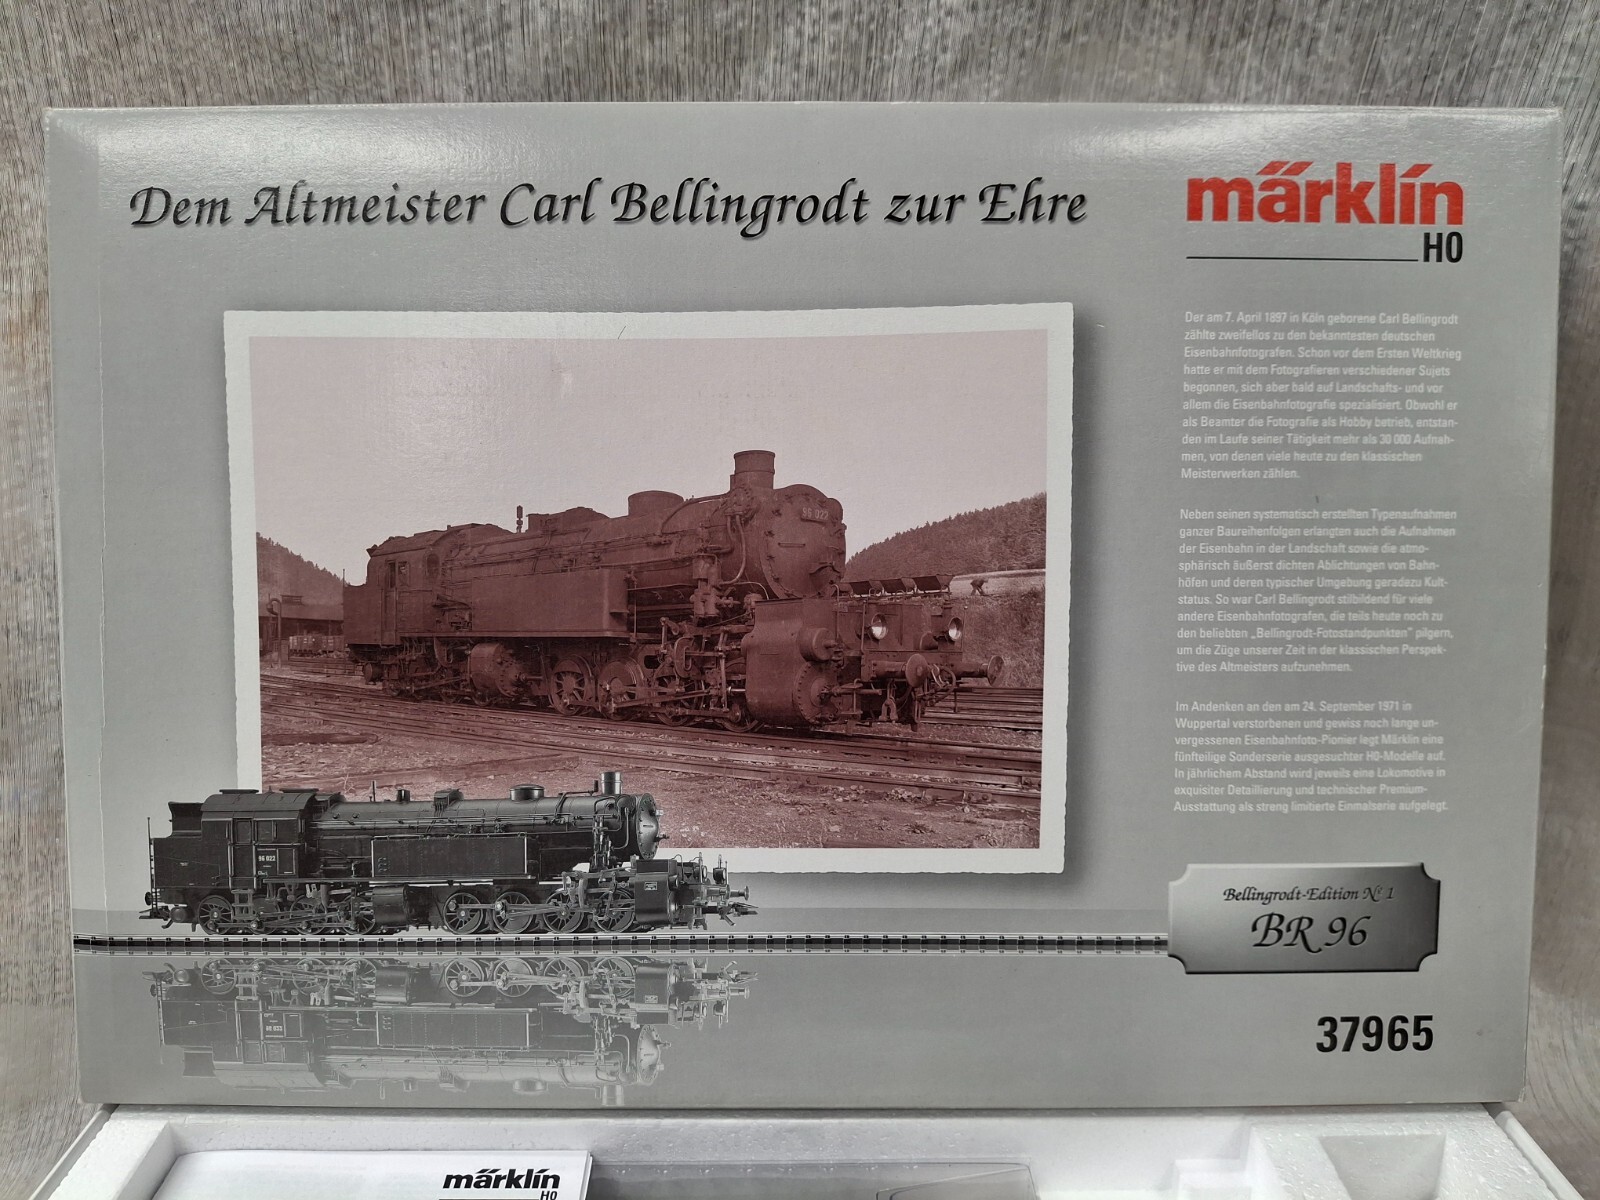 Dem Altmeister Carl Bellingrodt zur Ehre
märklín
H0
Der am 7. April 1897 in Köln geborene Carl Bellingrodt
zählte zweifellos zu den bekanntesten deutschen
Eisenbahnfotografen. Schon vor dem Ersten Weltkrieg
hatte er mit dem Fotografieren verschiedener Sujets
begonnen, sich aber bald auf Landschafts- und vor
allem die Eisenbahnfotografie spezialisiert. Obwohl er
als Beamter die Fotografie als Hobby betrieb, entstan-
den im Laufe seiner Tätigkeit mehr als 30 000 Aufnah-
men, von denen viele heute zu den klassischen
Meisterwerken zählen.
Neben seinen systematisch erstellten Typenaufnahmen
ganzer Baureihenfolgen erlangten auch die Aufnahmen
der Eisenbahn in der Landschaft sowie die atmo-
sphärisch äußerst dichten Ablichtungen von Bahn-
höfen und deren typischer Umgebung geradezu Kult-
status. So war Carl Bellingrodt stilbildend für viele
andere Eisenbahnfotografen, die teils heute noch zu
den beliebten „Bellingrodt-Fotostandpunkten" pilgern,
um die Züge unserer Zeit in der klassischen Perspek-
tive des Altmeisters aufzunehmen.
Im Andenken an den am 24. September 1971 in
Wuppertal verstorbenen und gewiss noch lange un-
vergessenen Eisenbahnfoto-Pionier legt Märklin eine
fünfteilige Sonderserie ausgesuchter H0-Modelle auf.
In jährlichem Abstand wird jeweils eine Lokomotive in
exquisiter Detaillierung und technischer Premium-
Ausstattung als streng limitierte Einmalserie aufgelegt.
96 022
96 022
Bellingrodt-Edition Nº 1
BR 96
37965
märklín
H0